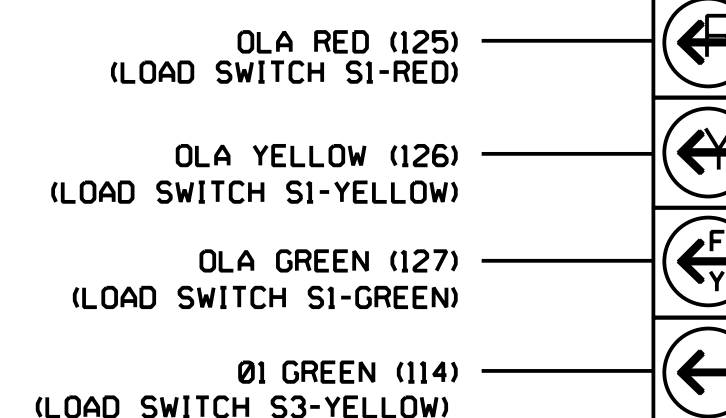 OLA RED (125)
(LOAD SWITCH S1-RED)
OLA YELLOW (126)
(LOAD SWITCH S1-YELLOW)
OLA GREEN (127)
(LOAD SWITCH S1-GREEN)
Ø1 GREEN (114)
(LOAD SWITCH S3-YELLOW)
R
Y
F
Y